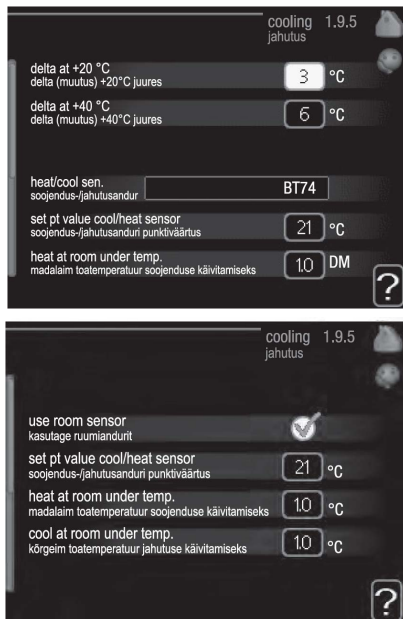 cooling 1.9.5
jahutus
delta at +20 °C
delta (muutus) +20°C juures
3 °C
delta at +40 °C
delta (muutus) +40°C juures
6 °C
heat/cool sen.
soojendus-/jahutusandur
BT74
set pt value cool/heat sensor
soojendus-/jahutusanduri punktiväärtus
21 °C
heat at room under temp.
madalaim toatemperatuur soojenduse käivitamiseks
1.0 DM
?
cooling 1.9.5
jahutus
use room sensor
kasutage ruumiandurit
set pt value cool/heat sensor
soojendus-/jahutusanduri punktiväärtus
21 °C
heat at room under temp.
madalaim toatemperatuur soojenduse käivitamiseks
1.0 °C
cool at room under temp.
kõrgeim toatemperatuur jahutuse käivitamiseks
1.0 °C
?